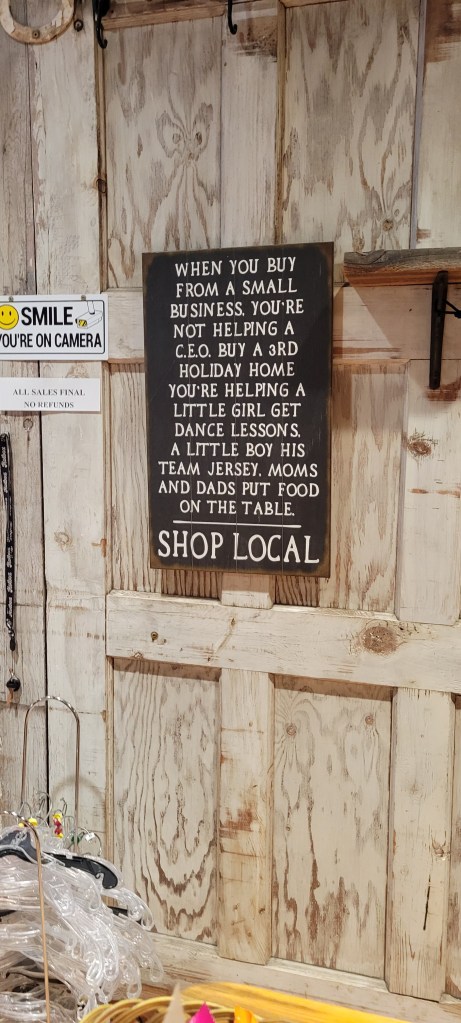 WHEN YOU BUY
FROM A SMALL
BUSINESS, YOU'RE
NOT HELPING A
C.E.O. BUY A 3RD
HOLIDAY HOME
YOU'RE HELPING A
LITTLE GIRL GET
DANCE LESSONS,
A LITTLE BOY HIS
TEAM JERSEY, MOMS
AND DADS PUT FOOD
ON THE TABLE.
SHOP LOCAL
SMILE
YOU'RE ON CAMERA
ALL SALES FINAL
NO REFUNDS